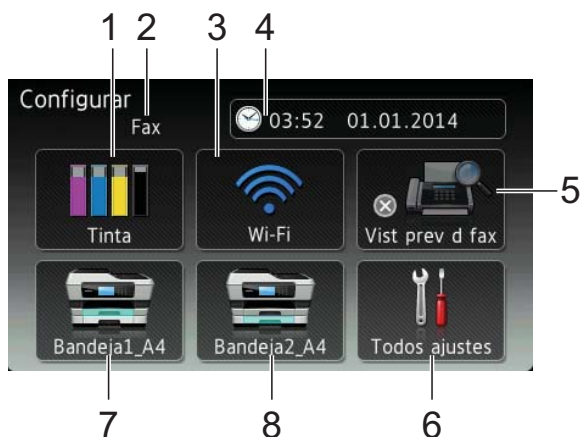 1 2 3 4
Configurar
Fax
03:52 01.01.2014
5
Tinta Wi-Fi Vist prev d fax
Bandeja1_A4 Bandeja2_A4 Todos ajustes
7 8 6